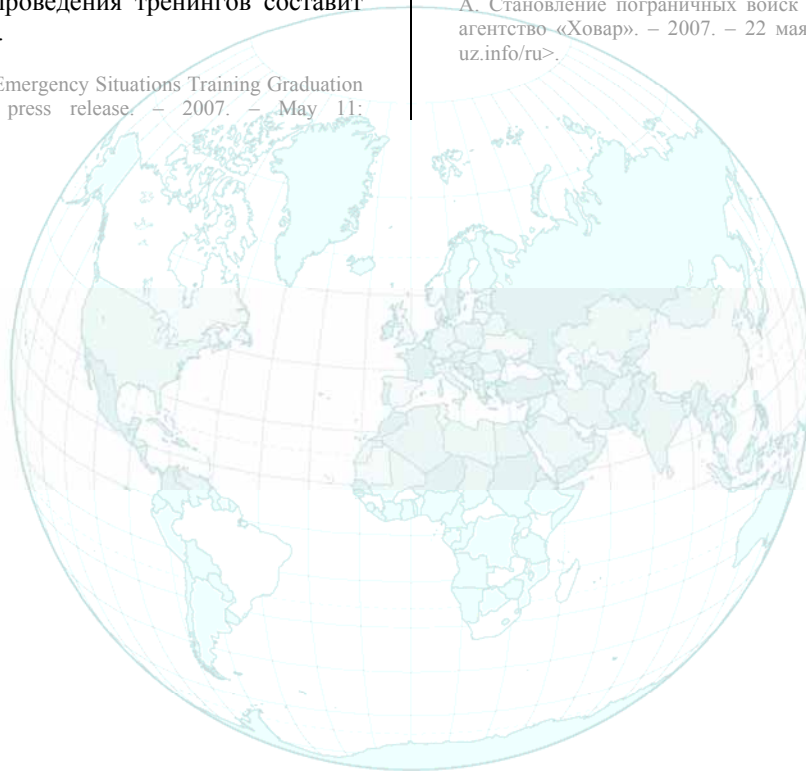 проведения тренингов составит
.
Emergency Situations Training Graduation
press release. – 2007. – May 11:
А. Становление пограничных войск
агентство «Ховар». – 2007. – 22 мая
uz.info/ru>.